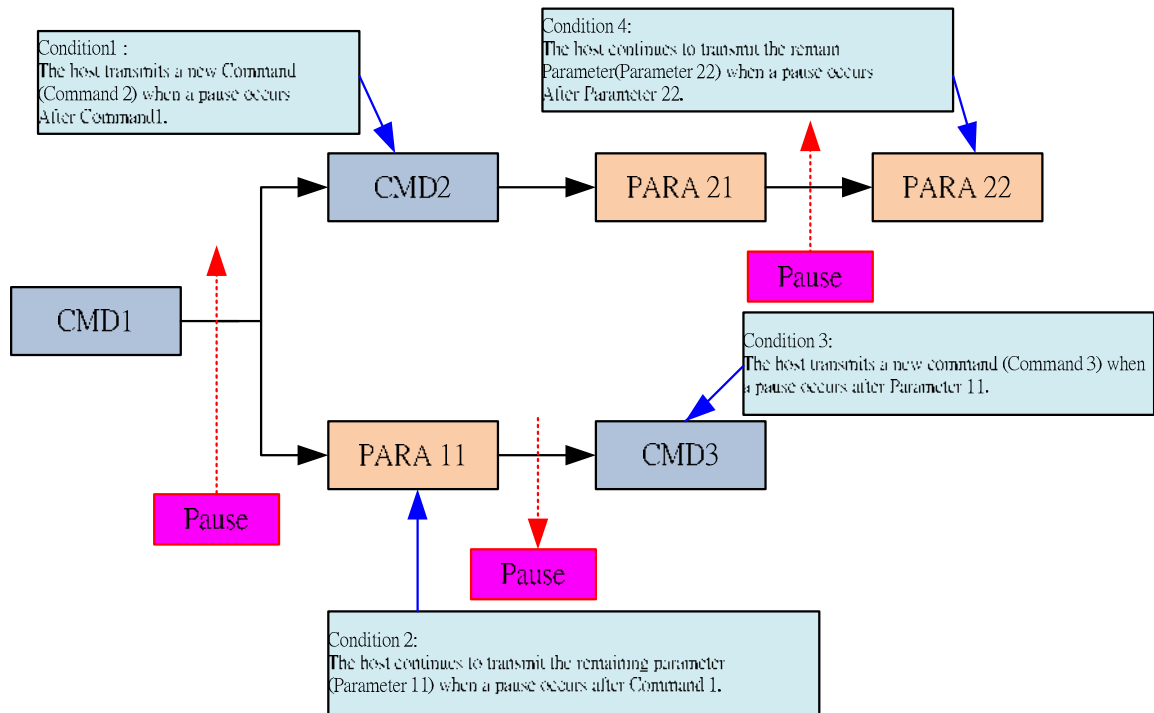 Condition1 :
The host transmits a new Command
(Command 2) when a pause occurs
After Command1.
Condition 4:
The host continues to transmit the remain
Parameter(Parameter 22) when a pause occurs
After Parameter 22.
CMD2
PARA 21
PARA 22
Pause
CMD1
Condition 3:
The host transmits a new command (Command 3) when
a pause occurs after Parameter 11.
PARA 11
CMD3
Pause
Pause
Condition 2:
The host continues to transmit the remaining parameter
(Parameter 11) when a pause occurs after Command 1.